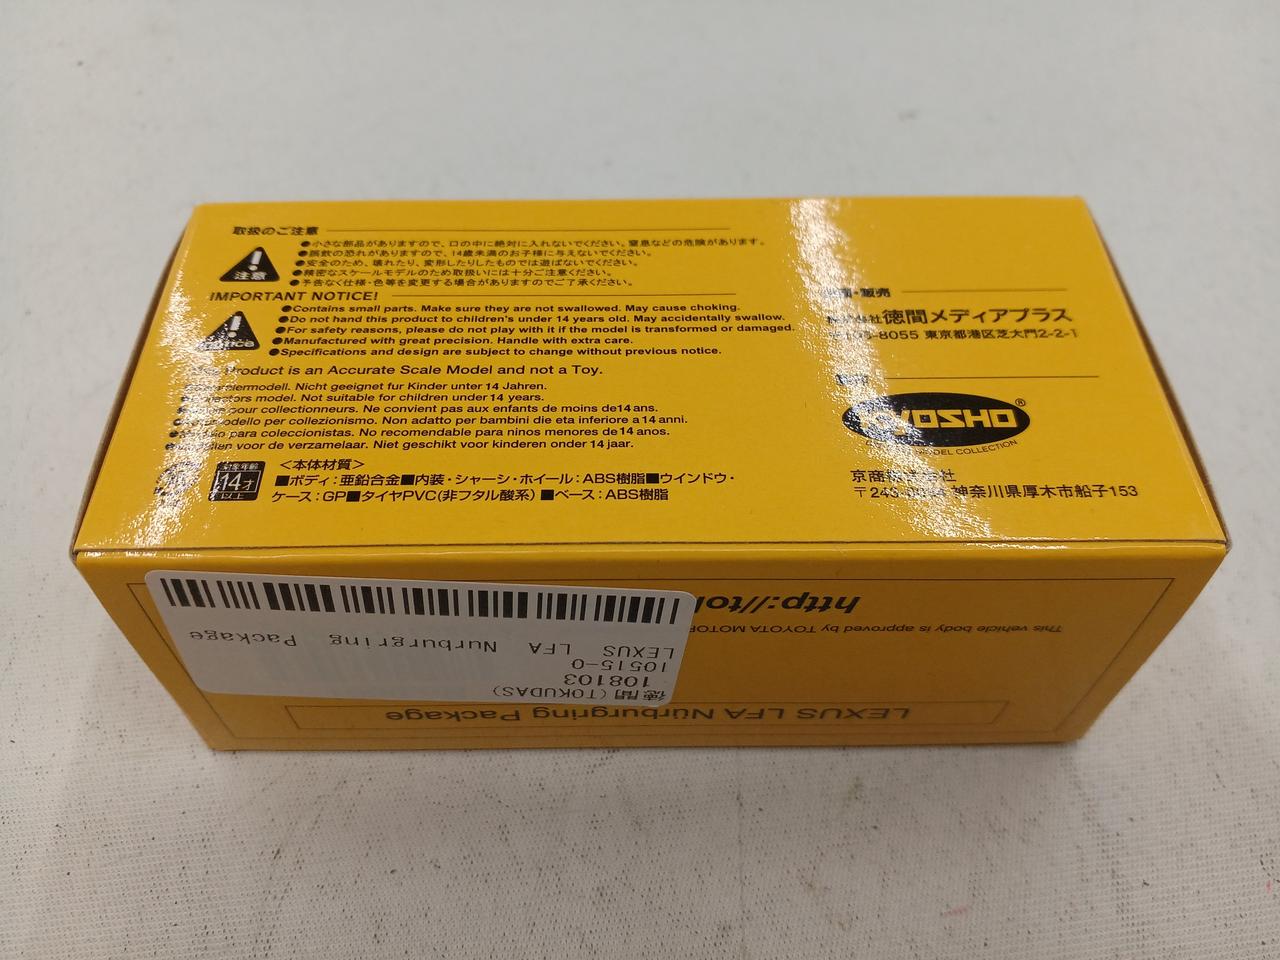 取扱のご注意
●小さな部品がありますので、口の中に絶対に入れないでください。窒息などの危険があります。
●誤飲の恐れがありますので、14歳未満のお子様に与えないでください。
●安全のため、壊れたり、変形したりしたものでは遊ばないでください。
●精密なスケールモデルのため取扱いには十分ご注意ください。
●予告なく仕様・色等を変更する場合がありますのでご了承ください。
注意
IMPORTANT NOTICE!
●Contains small parts. Make sure they are not swallowed. May cause choking.
●Do not hand this product to children's under 14 years old. May accidentally swallow.
●For safety reasons, please do not play with it if the model is transformed or damaged.
●Manufactured with great precision. Handle with extra care.
●Specifications and design are subject to change without previous notice.
Product is an Accurate Scale Model and not a Toy.
Nicht geeignet fur Kinder unter 14 Jahren.
model. Not suitable for children under 14 years.
pour collectionneurs. Ne convient pas aux enfants de moins de14 ans.
per collezionismo. Non adatto per bambini die eta inferiore a 14 anni.
para coleccionistas. No recomendable para ninos menores de 14 anos.
voor de verzamelaar. Niet geschikt voor kinderen onder 14 jaar.
対象年齢
14才
以上
＜本体材質＞
■ボディ：亜鉛合金■内装・シャーシ・ホイール：ABS樹脂■ウインドウ・
ケース：GP■タイヤPVC(非フタル酸系) ■ベース：ABS樹脂
・販売
徳間メディアプラス
8055 東京都港区芝大門2-2-1
KYOSHO
®
MODEL COLLECTION
京商株式会社
神奈川県厚木市船子153
徳間(TOKUDAS)
108103
10515-0
LEXUS LFA Nurburgring Package
http://
This vehicle body is approved by TOYOTA MOTOR
LEXUS LFA Nürburgring Package